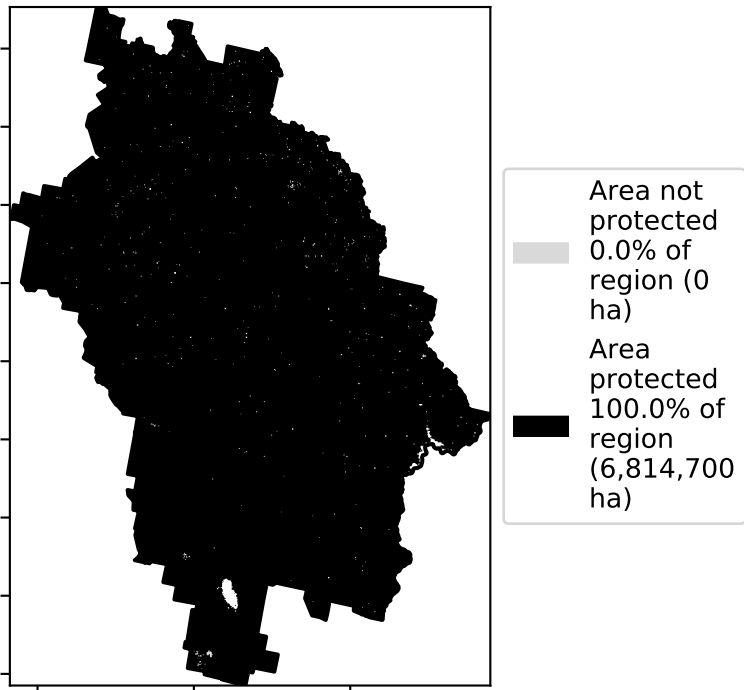 Area not
protected
0.0% of
region (0
ha)
Area
protected
100.0% of
region
(6,814,700
ha)